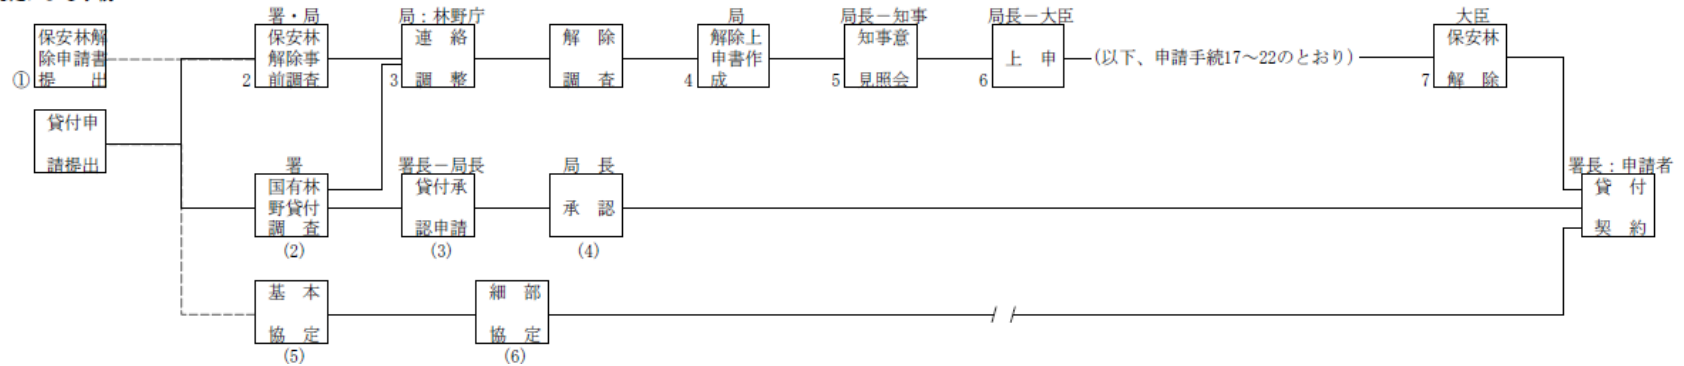 署・局
局：林野庁
局
局長－知事
局長－大臣
大臣
① 保安林解
除申請書
提 出
2 保安林
解除事
前調査
3 連 絡
調 整
解 除
調 査
4 解除上
申書作
成
5 知事意
見照会
6 上 申
(以下、申請手続17～22のとおり)
7 保安林
解 除
貸付申
請提出
署
署長－局長
局 長
署長：申請者
国有林
野貸付
調 査
(2)
貸付承
認申請
(3)
承 認
(4)
貸 付
契 約
基 本
協 定
(5)
細 部
協 定
(6)